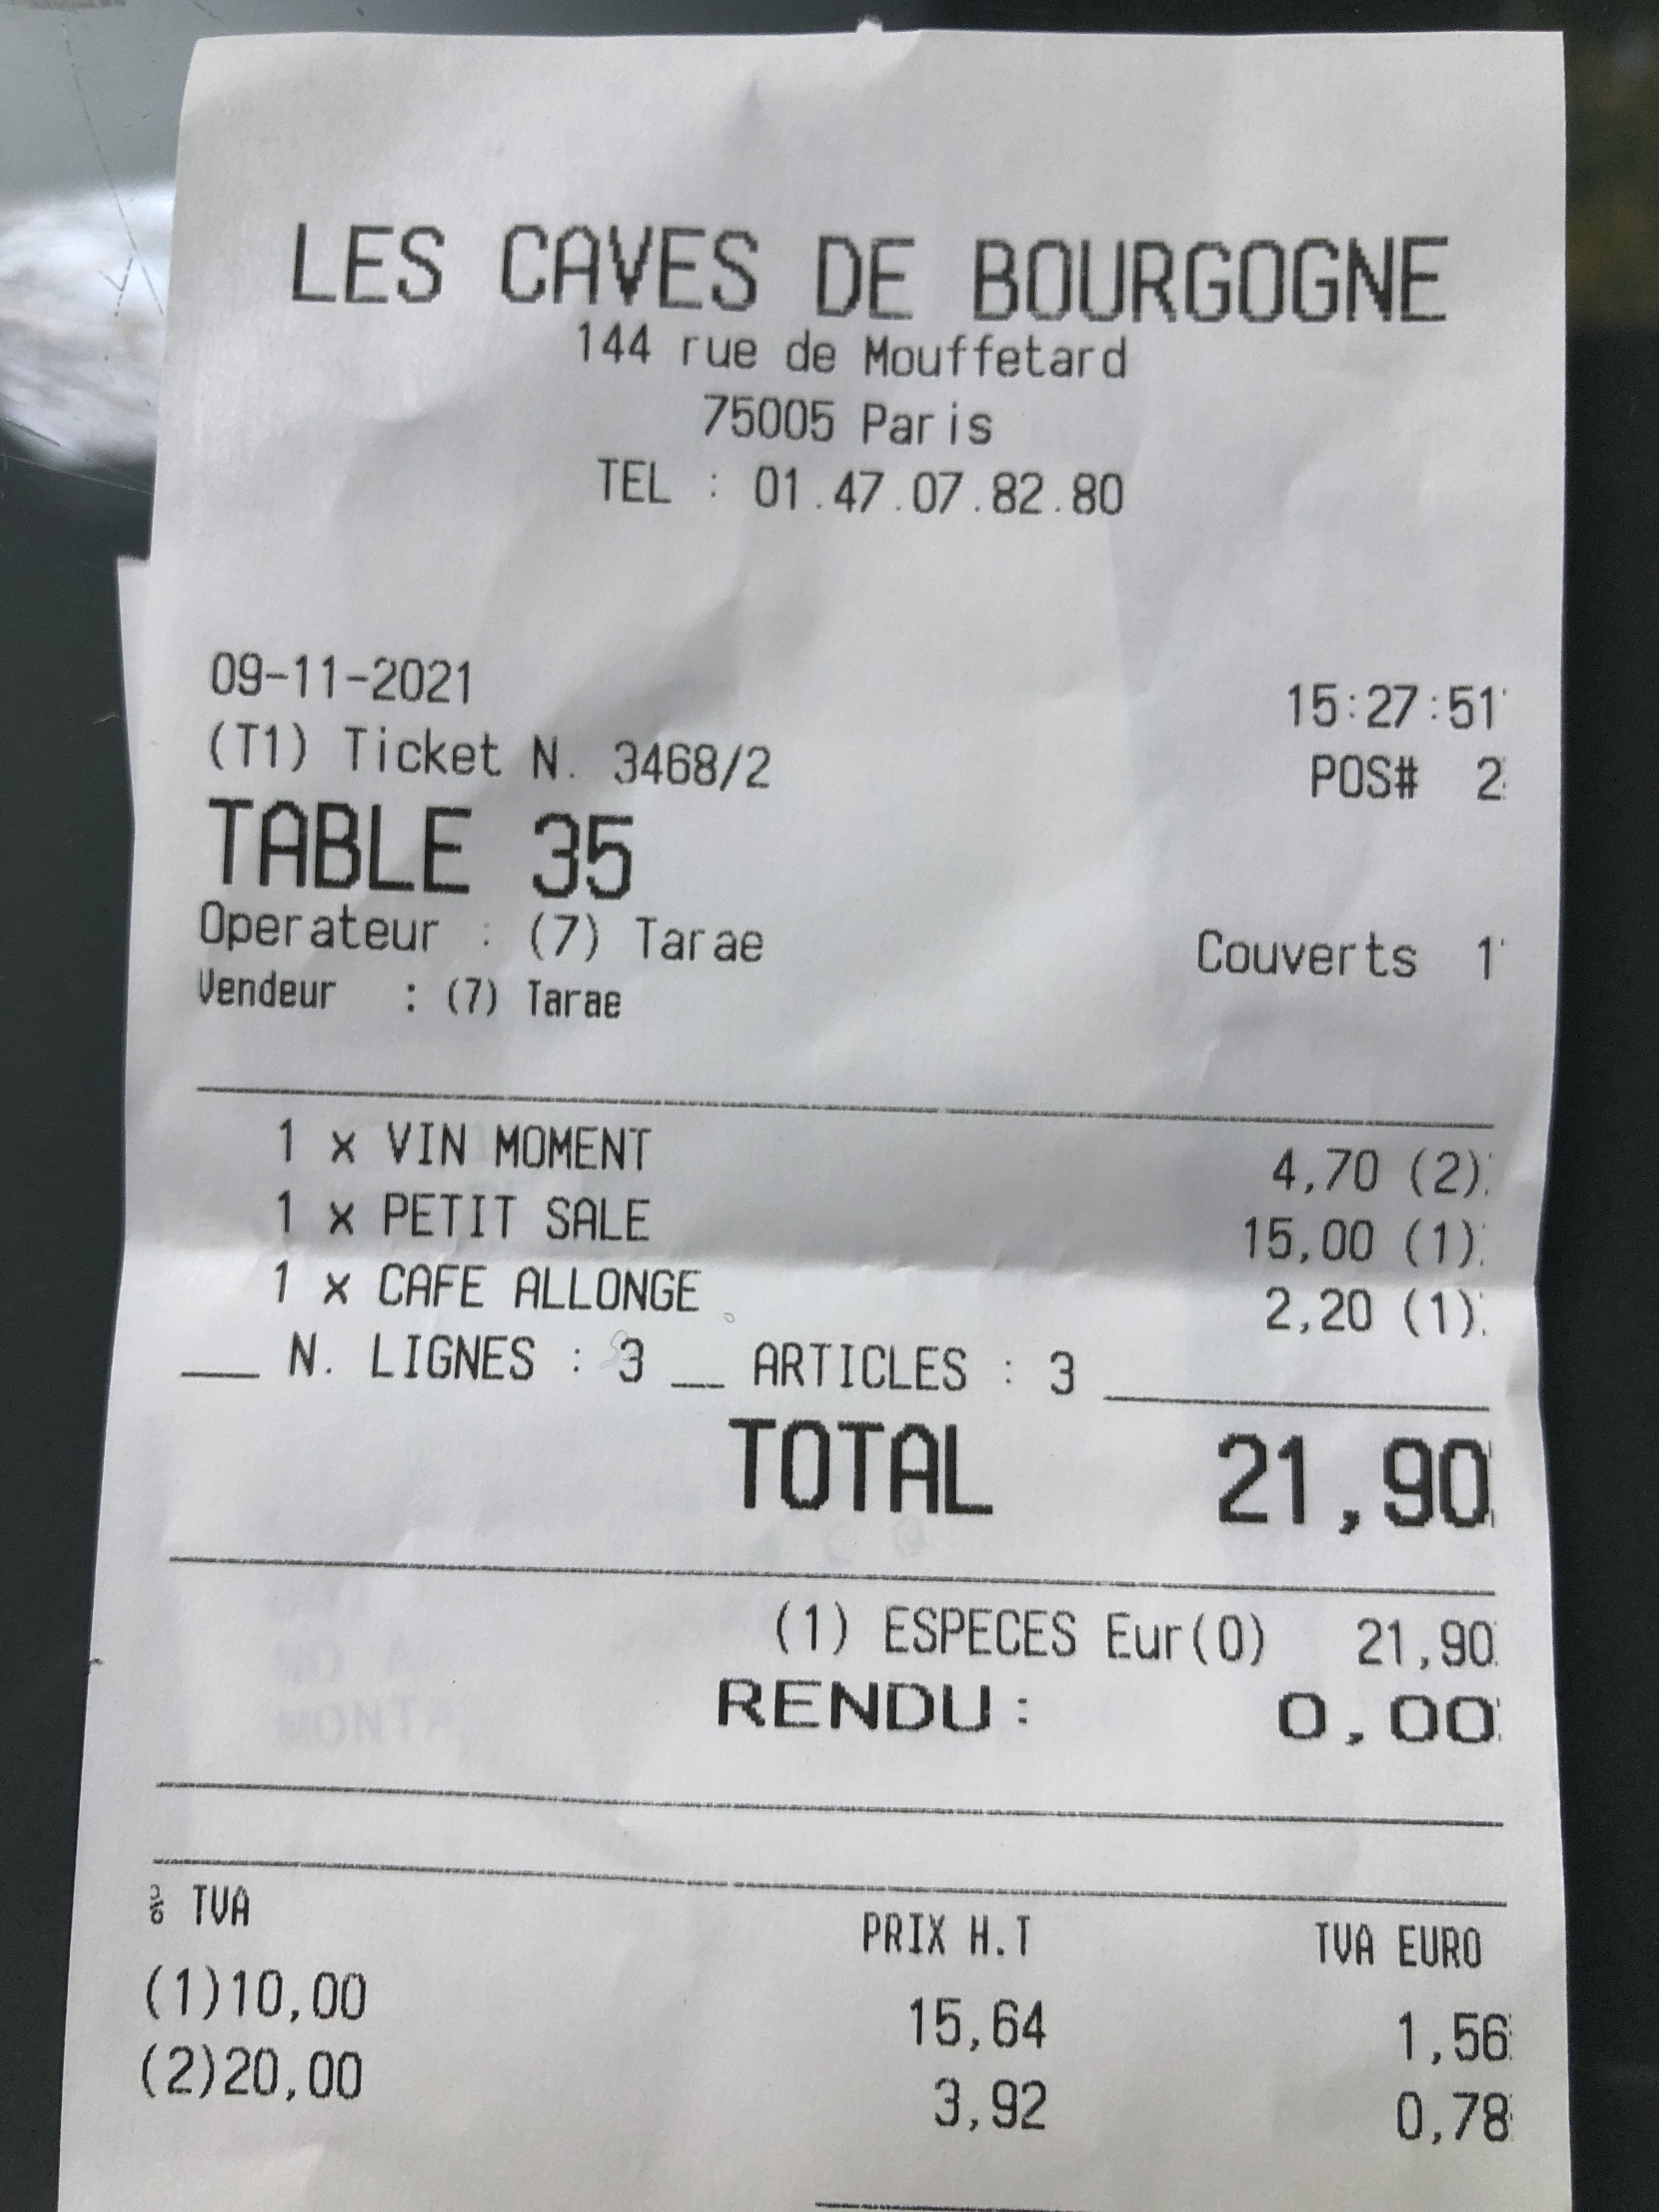 LES CAVES DE BOURGOGNE
144 rue de Mouffetard
75005 Paris
TEL : 01.47.07.82.80
09-11-2021 15:27:51
(T1) Ticket N. 3468/2 POS# 2
TABLE 35
Operateur : (7) Tarae Couverts 1
Vendeur : (7) Tarae
1 x VIN MOMENT 4,70 (2)
1 x PETIT SALE 15,00 (1)
1 x CAFE ALLONGE 2,20 (1)
N. LIGNES : 3 __ ARTICLES : 3
TOTAL 21,90
(1) ESPECES Eur(0) 21,90
RENDU: 0,00
% TVA PRIX H.T TVA EURO
(1)10,00 15,64 1,56
(2)20,00 3,92 0,78